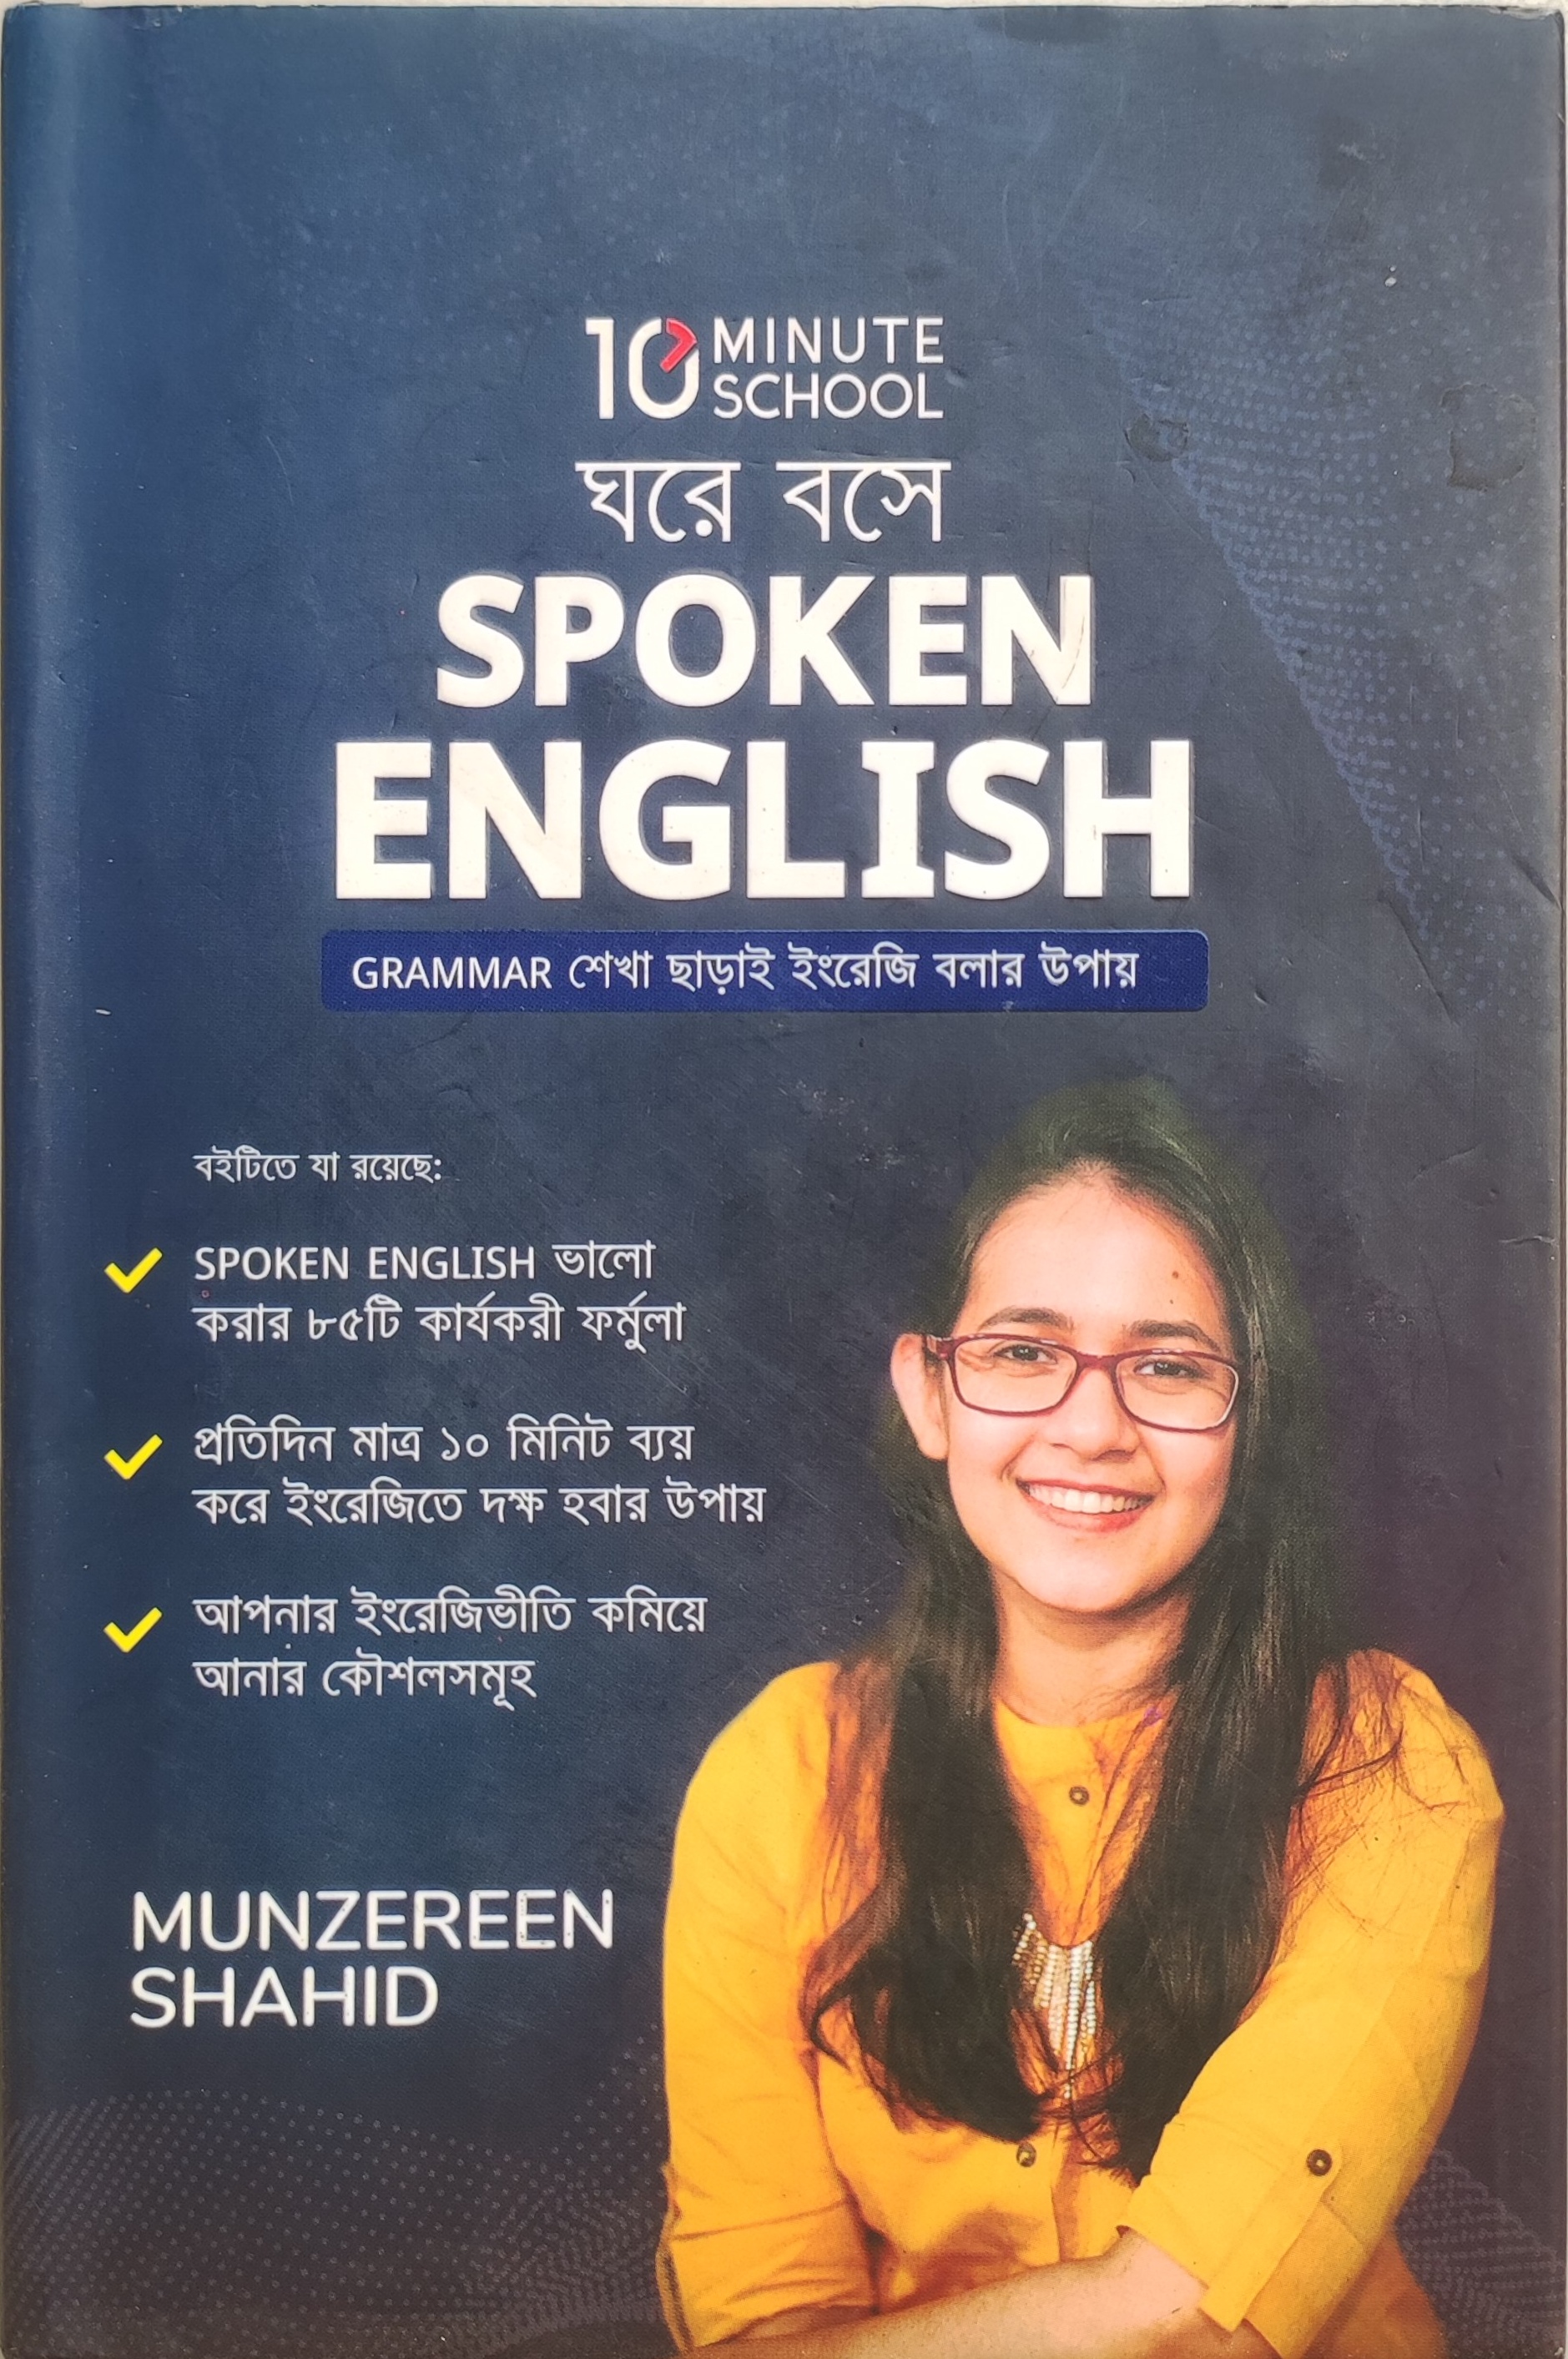 10 MINUTE
SCHOOL
ঘরে বসে
SPOKEN
ENGLISH
GRAMMAR শেখা ছাড়াই ইংরেজি বলার উপায়
বইটিতে যা রয়েছে:
SPOKEN ENGLISH ভালো
করার ৮৫টি কার্যকরী ফর্মুলা
প্রতিদিন মাত্র ১০ মিনিট ব্যয়
করে ইংরেজিতে দক্ষ হবার উপায়
আপনার ইংরেজিভীতি কমিয়ে
আনার কৌশলসমূহ
MUNZEREEN
SHAHID